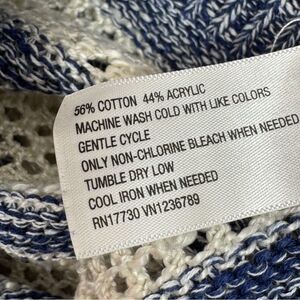 56% COTTON 44% ACRYLIC
MACHINE WASH COLD WITH LIKE COLORS
GENTLE CYCLE
ONLY NON-CHLORINE BLEACH WHEN NEEDED
TUMBLE DRY LOW
COOL IRON WHEN NEEDED
RN17730 VN1236789